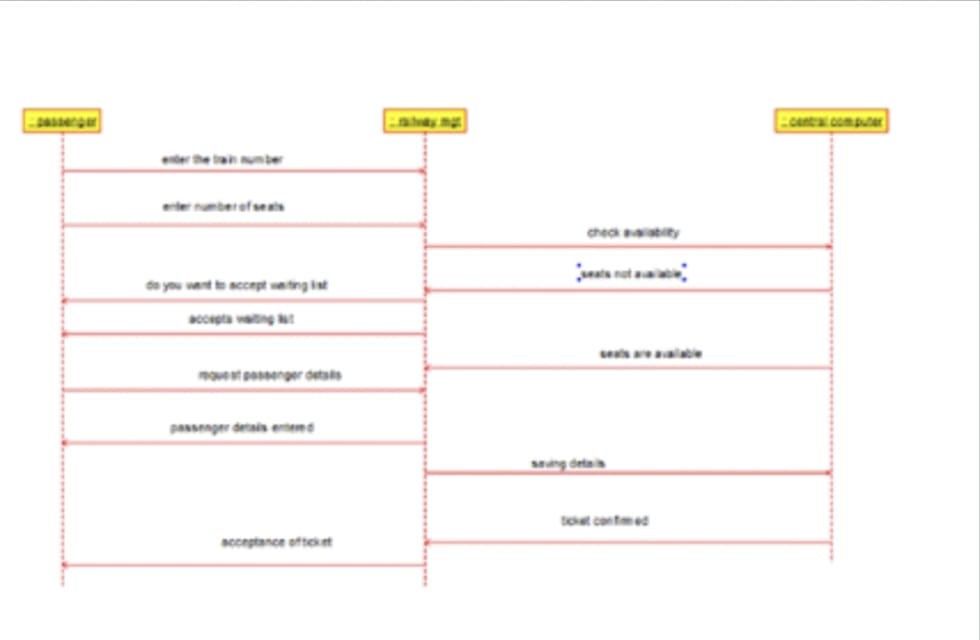 : passenger
: railway mgt
: central computer
enter the train number
enter number of seats
check availability
seats not available
do you want to accept waiting list
accepts waiting list
seats are available
request passenger details
passenger details entered
saving details
ticket confirmed
acceptance of ticket